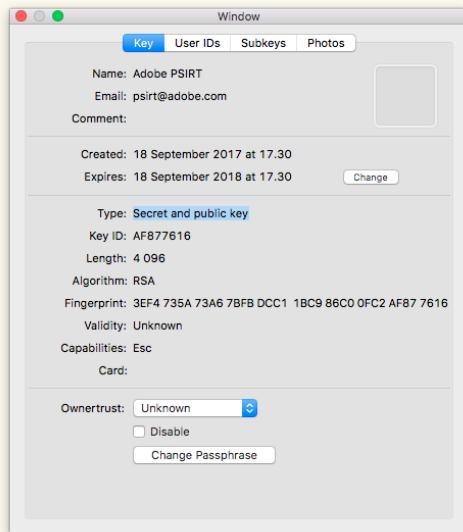 Window
Key User IDs Subkeys Photos
Name: Adobe PSIRT
Email: psirt@adobe.com
Comment:
Created: 18 September 2017 at 17.30
Expires: 18 September 2018 at 17.30 Change
Type: Secret and public key
Key ID: AF877616
Length: 4 096
Algorithm: RSA
Fingerprint: 3EF4 735A 73A6 7BFB DCC1 1BC9 86C0 0FC2 AF87 7616
Validity: Unknown
Capabilities: Esc
Card:
Ownertrust: Unknown
Disable
Change Passphrase